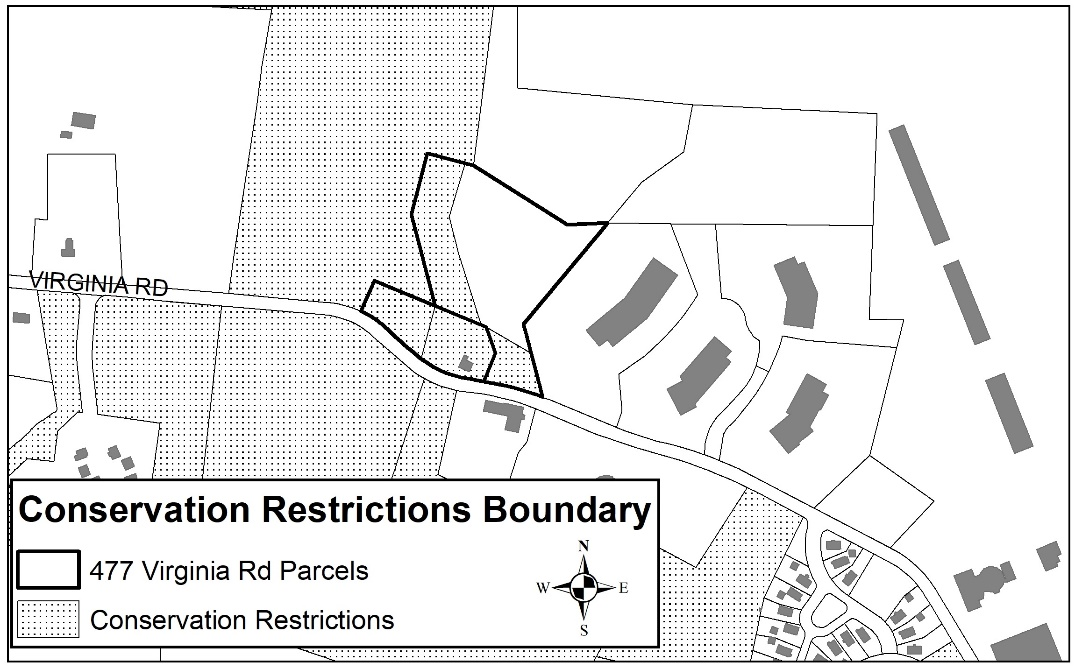 VIRGINIA RD
Conservation Restrictions Boundary
477 Virginia Rd Parcels
Conservation Restrictions
N
W E
S